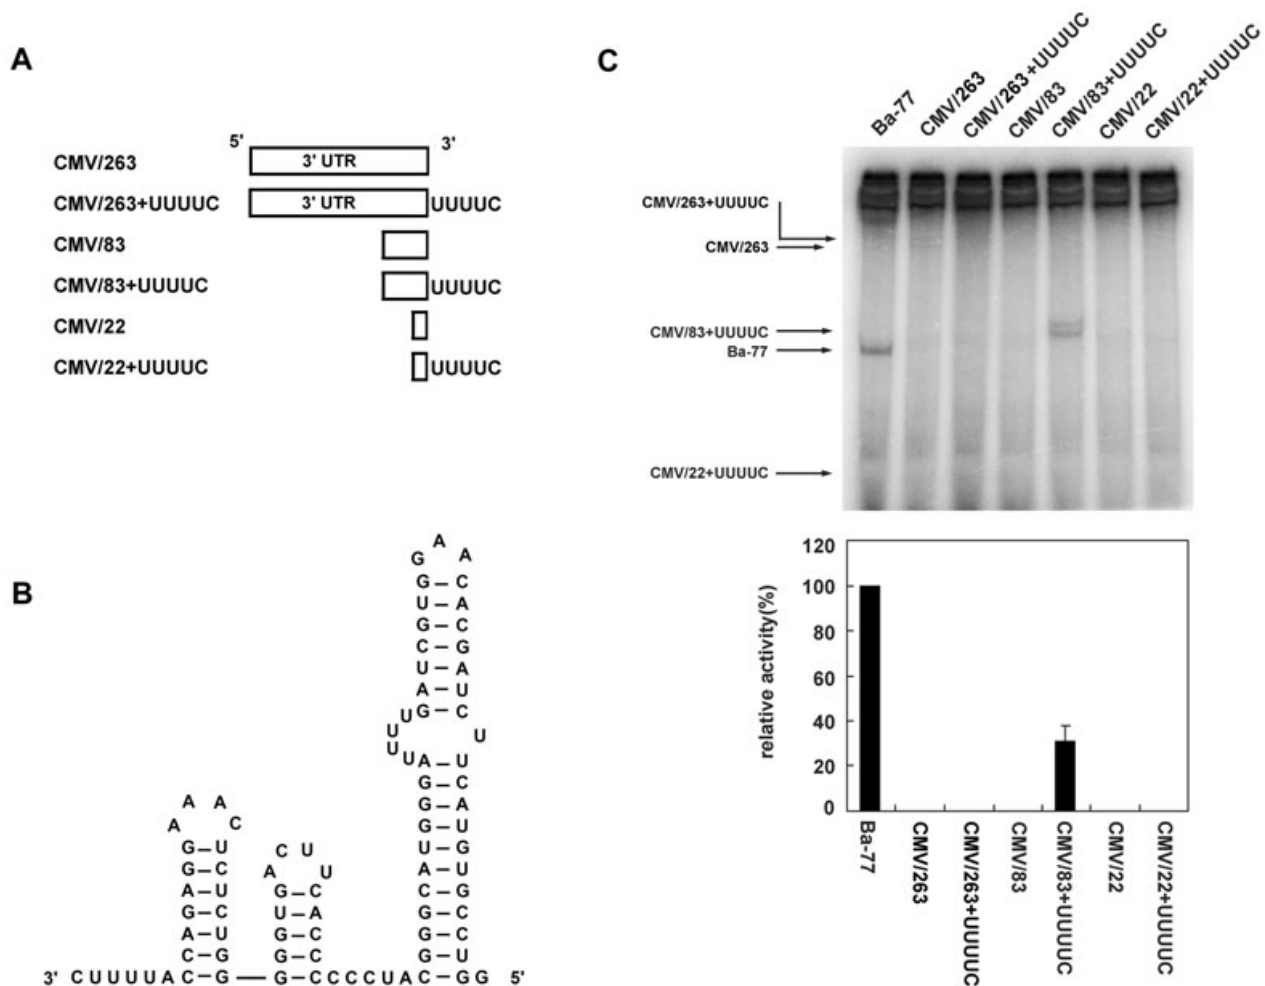 A
5' 3'
CMV/263 3' UTR
CMV/263+UUUUC 3' UTR UUUUC
CMV/83
CMV/83+UUUUC UUUUC
CMV/22
CMV/22+UUUUC UUUUC
B
A
G A
G – C
U – A
G – C
C – G
U – A
A – U
U G – C
U U
U
U A – U
G – C
G – A
A A G – U
A C U – G
G – U C U
G – C A U A – U
A – U G – C C – G
G – C U – A G – C
A – U G – C G – C
C – G G – C G – U
3' C U U U U A C – G — G – C C C C U A C – G G 5'
C
Ba-77
CMV/263
CMV/263+UUUUC
CMV/83
CMV/83+UUUUC
CMV/22
CMV/22+UUUUC
CMV/263+UUUUC
CMV/263
CMV/83+UUUUC
Ba-77
CMV/22+UUUUC
relative activity(%)
120
100
80
60
40
20
0
Ba-77
CMV/263
CMV/263+UUUUC
CMV/83
CMV/83+UUUUC
CMV/22
CMV/22+UUUUC